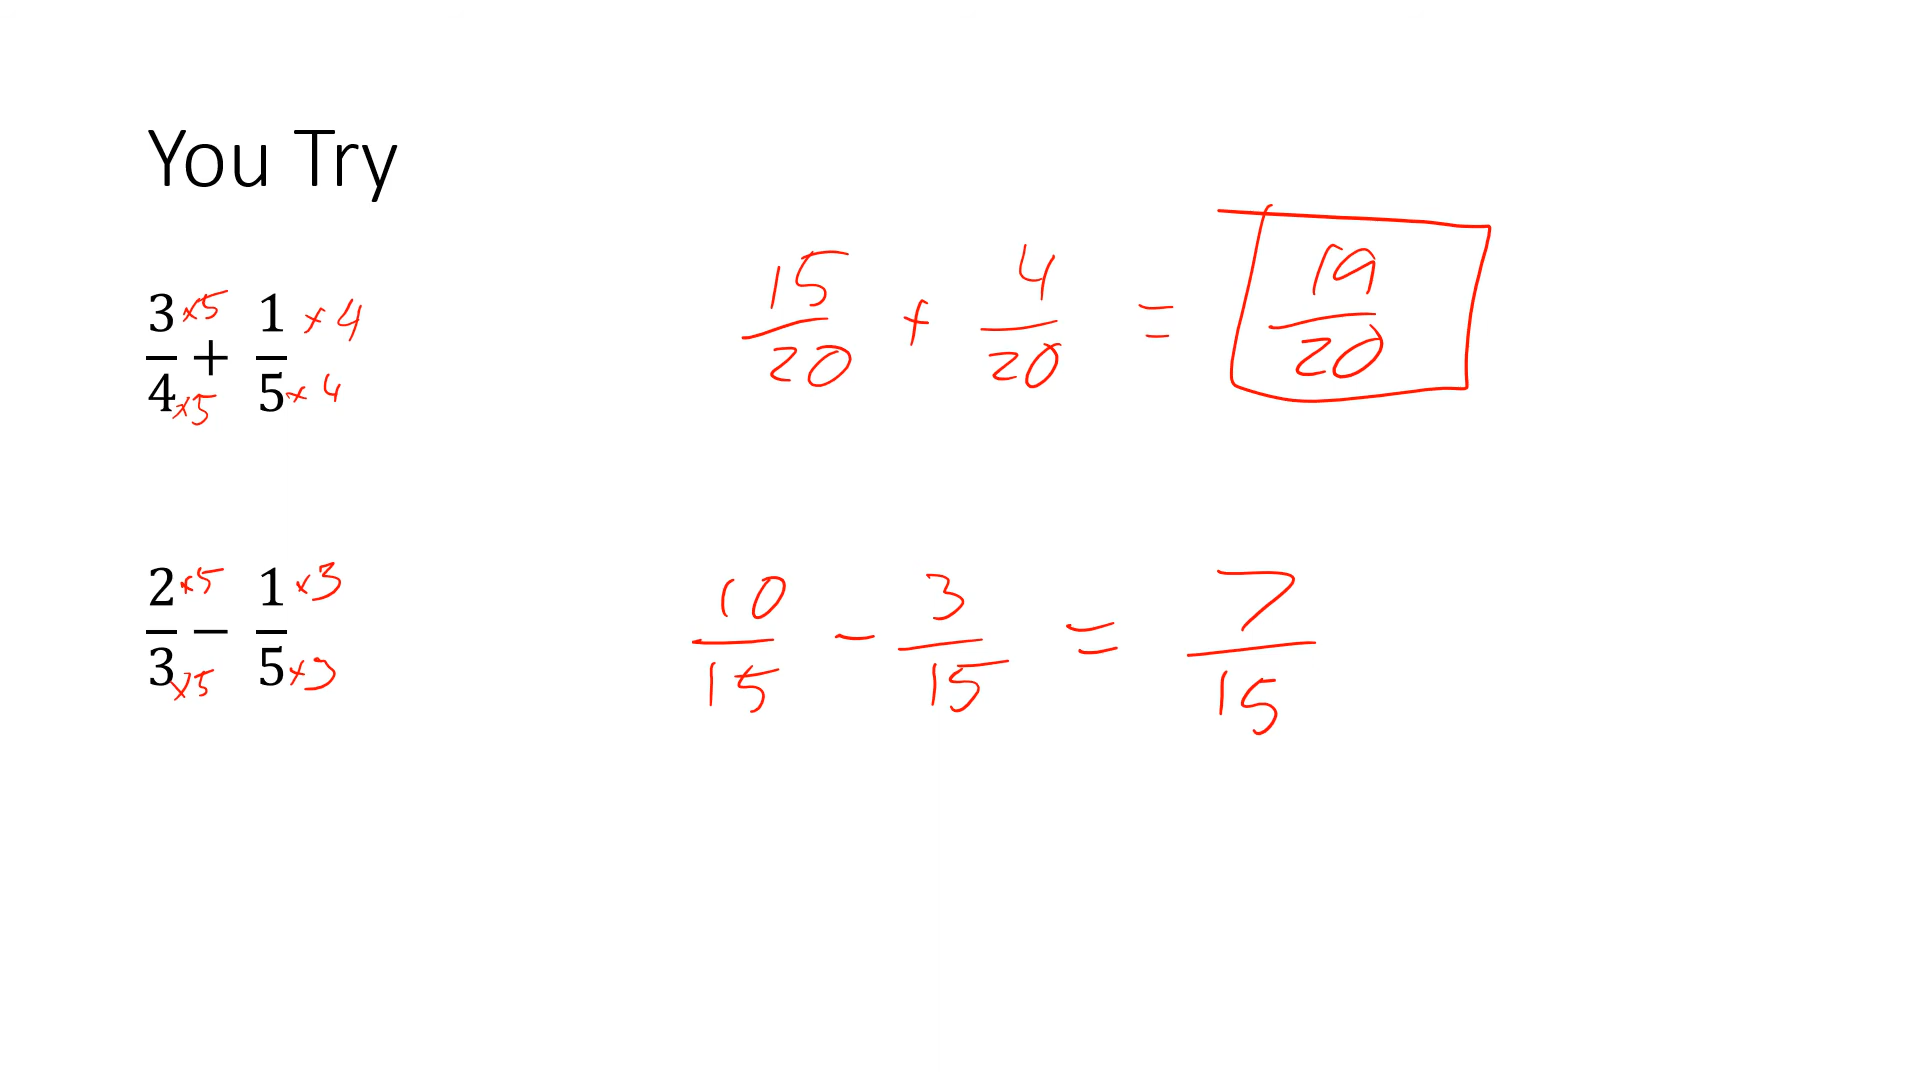 You Try
3/4 ×5/×5 + 1/5 ×4/×4
15/20 + 4/20 = 19/20
2/3 ×5/×5 − 1/5 ×3/×3
10/15 − 3/15 = 7/15